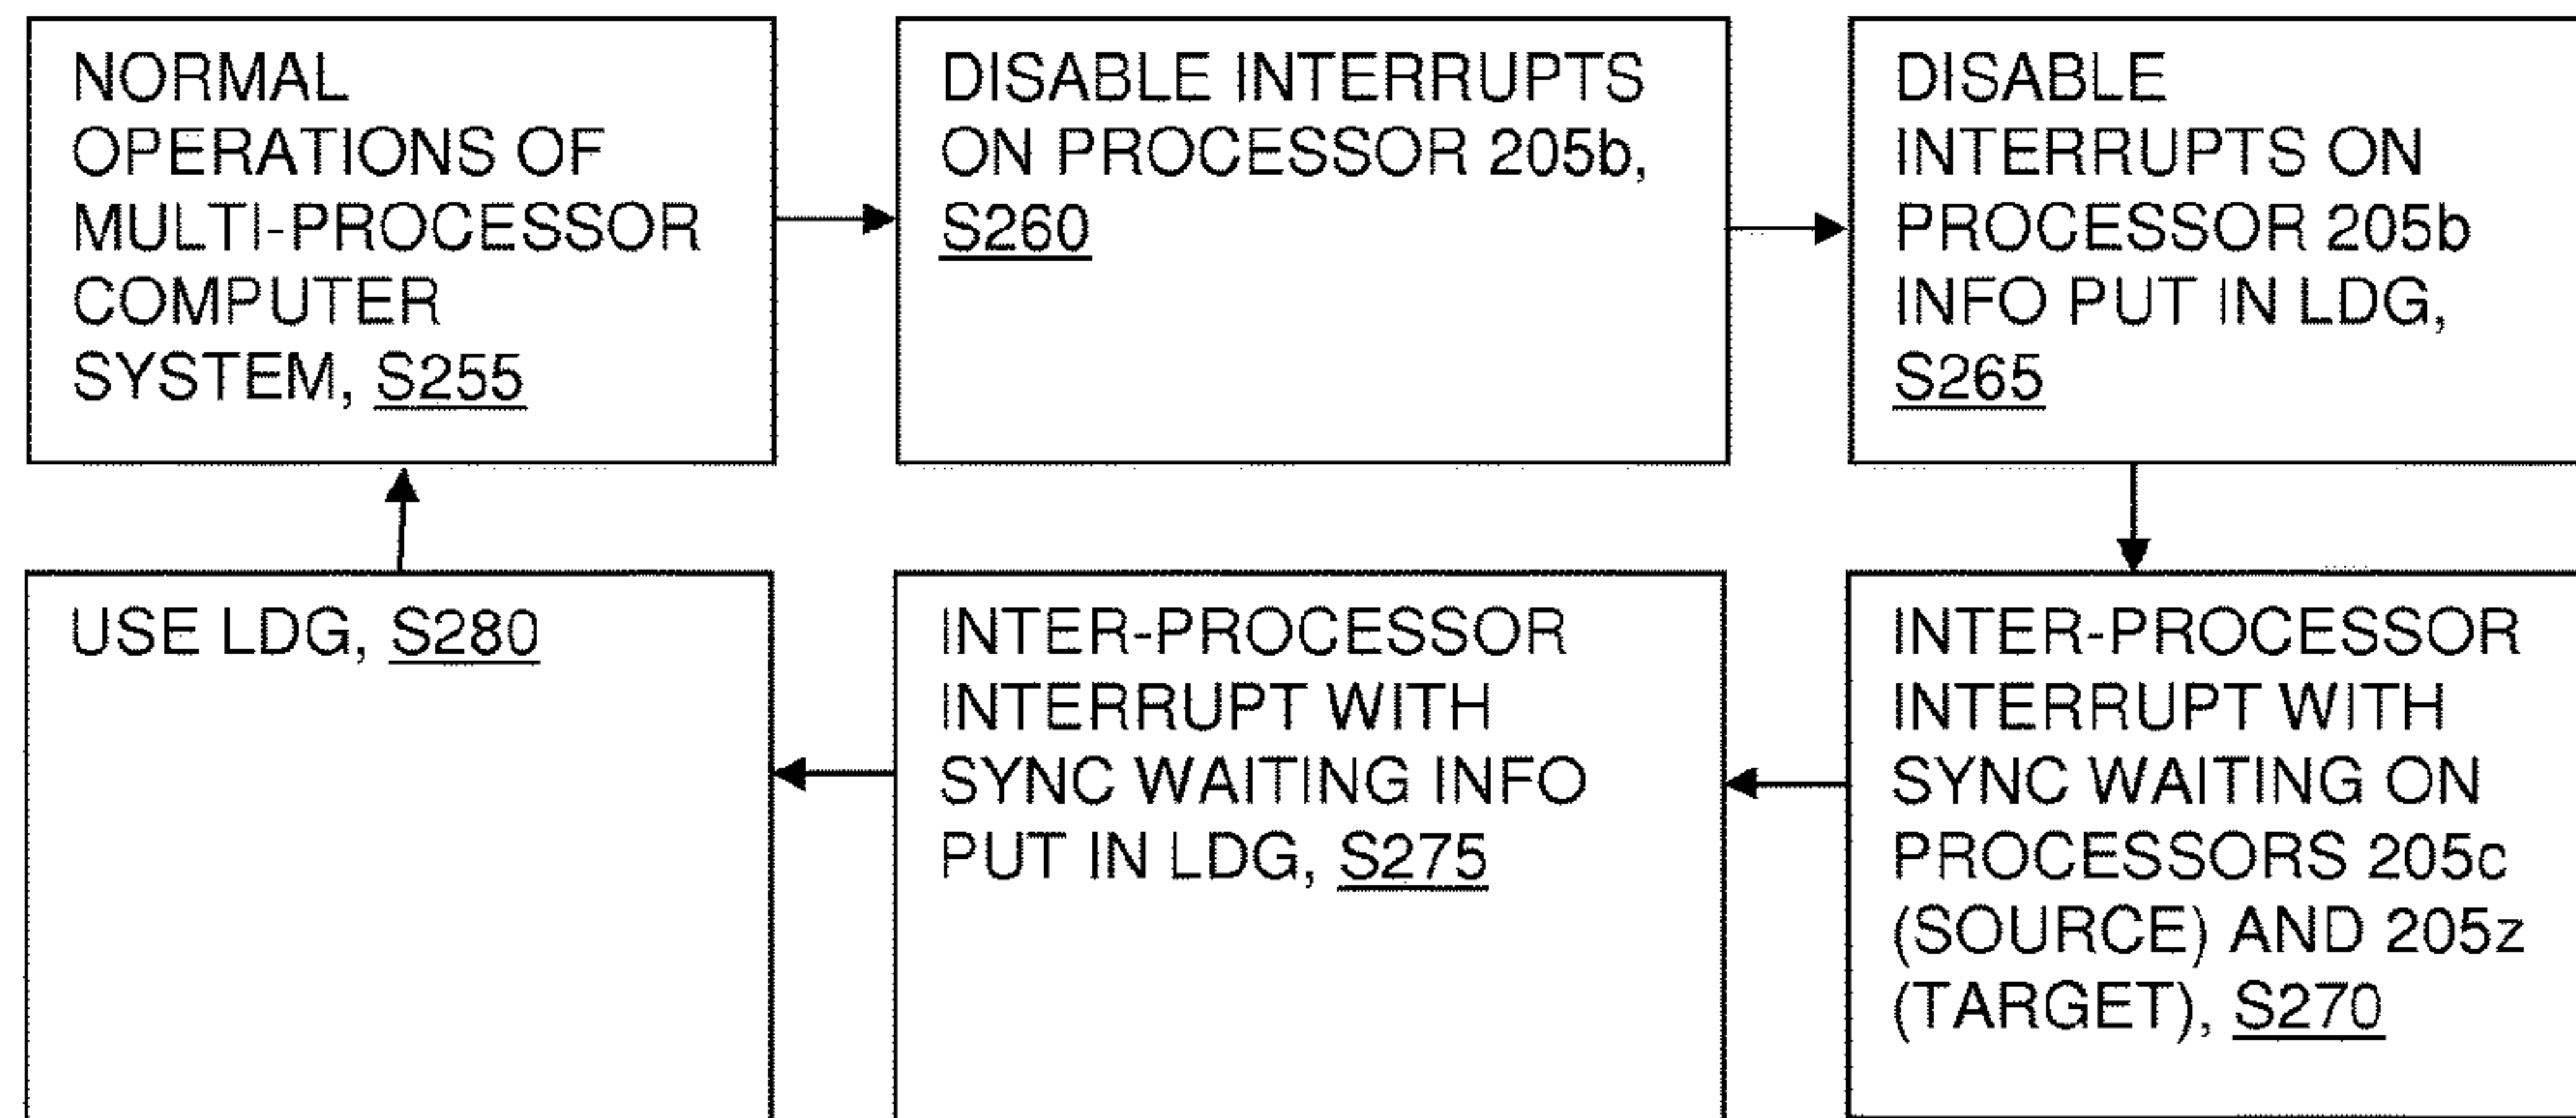 NORMAL
OPERATIONS OF
MULTI-PROCESSOR
COMPUTER
SYSTEM, S255
DISABLE INTERRUPTS
ON PROCESSOR 205b,
S260
DISABLE
INTERRUPTS ON
PROCESSOR 205b
INFO PUT IN LDG,
S265
INTER-PROCESSOR
INTERRUPT WITH
SYNC WAITING ON
PROCESSORS 205c
(SOURCE) AND 205z
(TARGET), S270
INTER-PROCESSOR
INTERRUPT WITH
SYNC WAITING INFO
PUT IN LDG, S275
USE LDG, S280